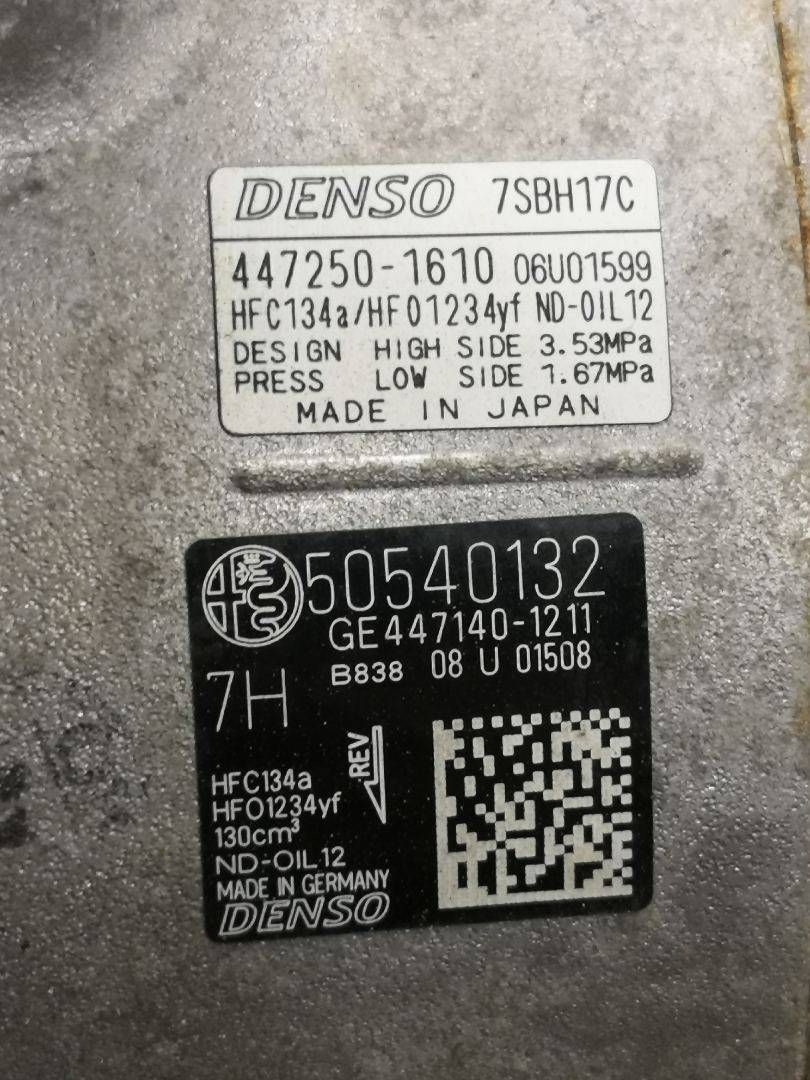 DENSO 7SBH17C
447250-1610 06U01599
HFC134a/HFO1234yf ND-OIL12
DESIGN HIGH SIDE 3.53MPa
PRESS LOW SIDE 1.67MPa
MADE IN JAPAN
50540132
GE447140-1211
B838 08 U 01508
7H
REV
HFC134a
HFO1234yf
130cm³
ND-OIL12
MADE IN GERMANY
DENSO